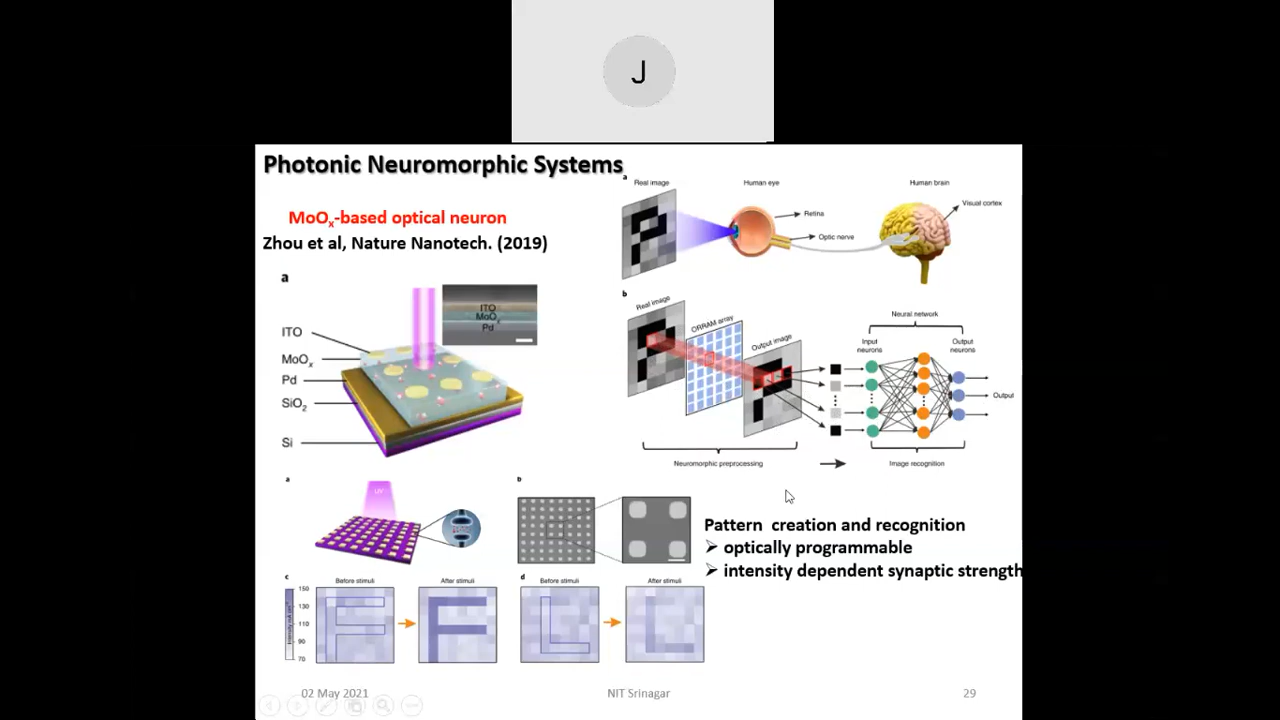 J
Photonic Neuromorphic Systems
MoOx-based optical neuron
Zhou et al, Nature Nanotech. (2019)
a
ITO
MoOx
Pd
SiO2
Si
ITO
MoOx
Pd
a
Real image
Human eye
Human brain
Retina
Optic nerve
Visual cortex
b
Real image
ORRAM array
Output image
Neural network
Input
neurons
Output
neurons
Output
Neuromorphic preprocessing
Image recognition
a
UV
b
Pattern creation and recognition
➢ optically programmable
➢ intensity dependent synaptic strength
c
Before stimuli
After stimuli
d
Before stimuli
After stimuli
150
130
110
90
70
02 May 2021
NIT Srinagar
29